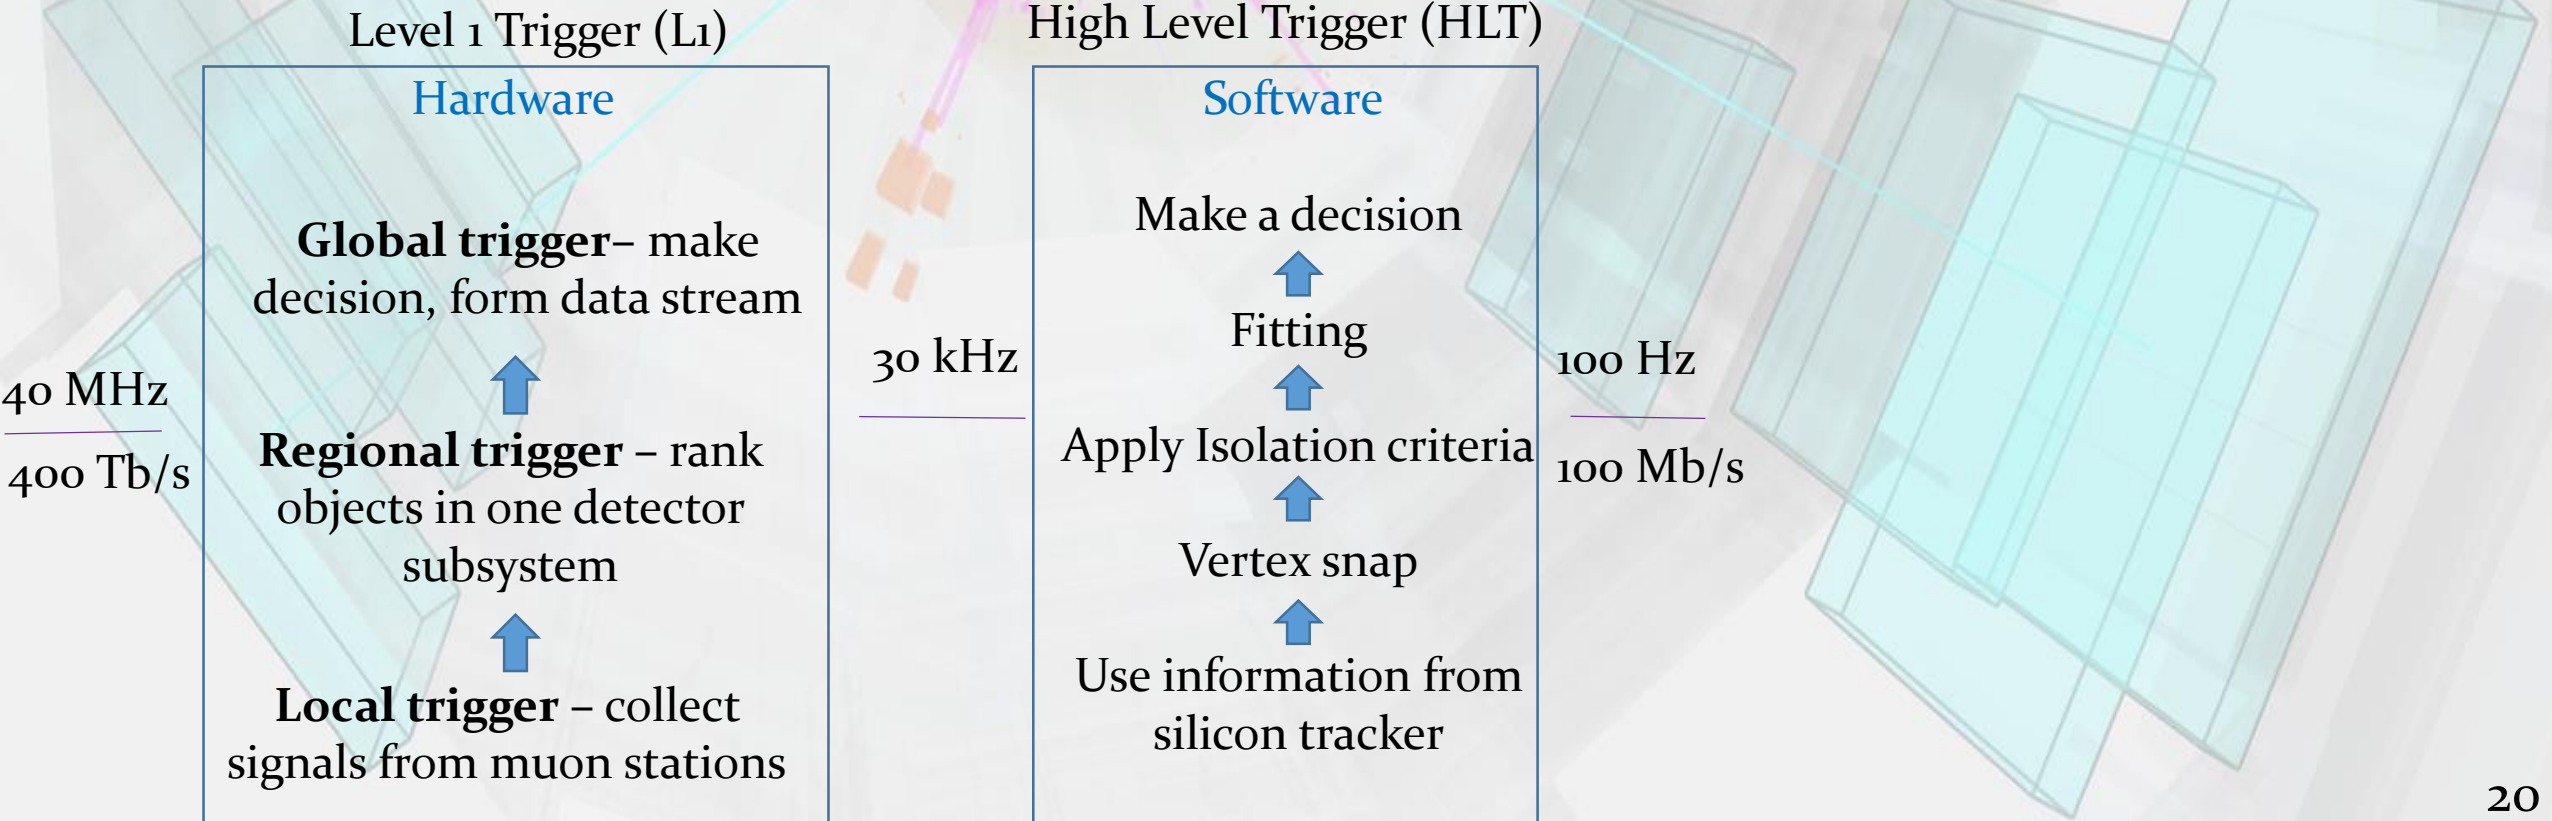 Level 1 Trigger (L1)
High Level Trigger (HLT)
Hardware
Global trigger– make
decision, form data stream
Regional trigger – rank
objects in one detector
subsystem
Local trigger – collect
signals from muon stations
40 MHz
400 Tb/s
30 kHz
Software
Make a decision
Fitting
Apply Isolation criteria
Vertex snap
Use information from
silicon tracker
100 Hz
100 Mb/s
20